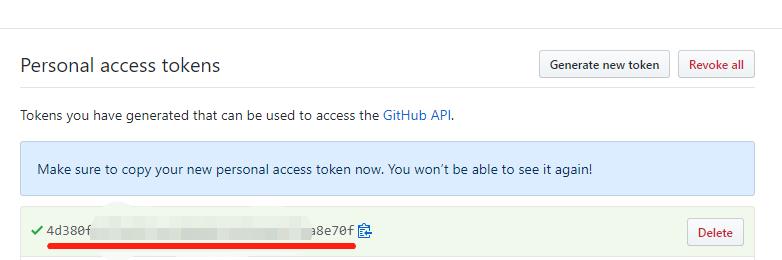 Personal access tokens
Generate new token
Revoke all
Tokens you have generated that can be used to access the GitHub API.
Make sure to copy your new personal access token now. You won’t be able to see it again!
4d380f a8e70f
Delete